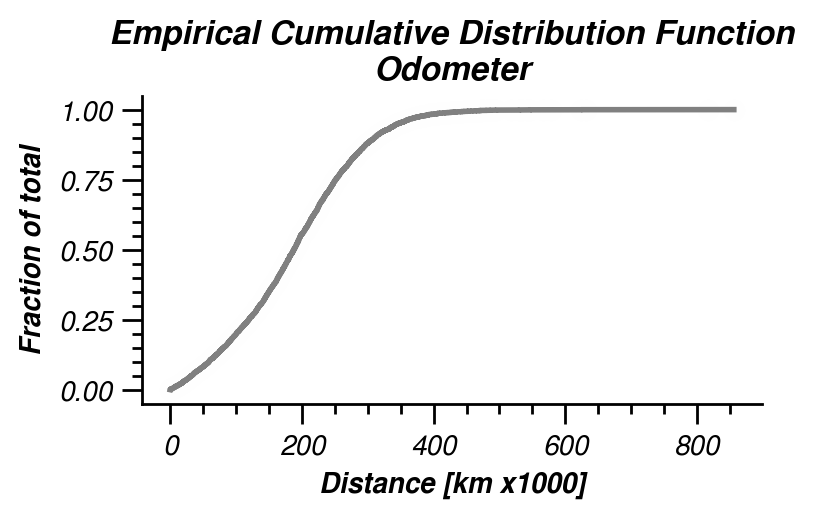 Empirical Cumulative Distribution Function
Odometer
Fraction of total
1.00
0.75
0.50
0.25
0.00
0 200 400 600 800
Distance [km x1000]